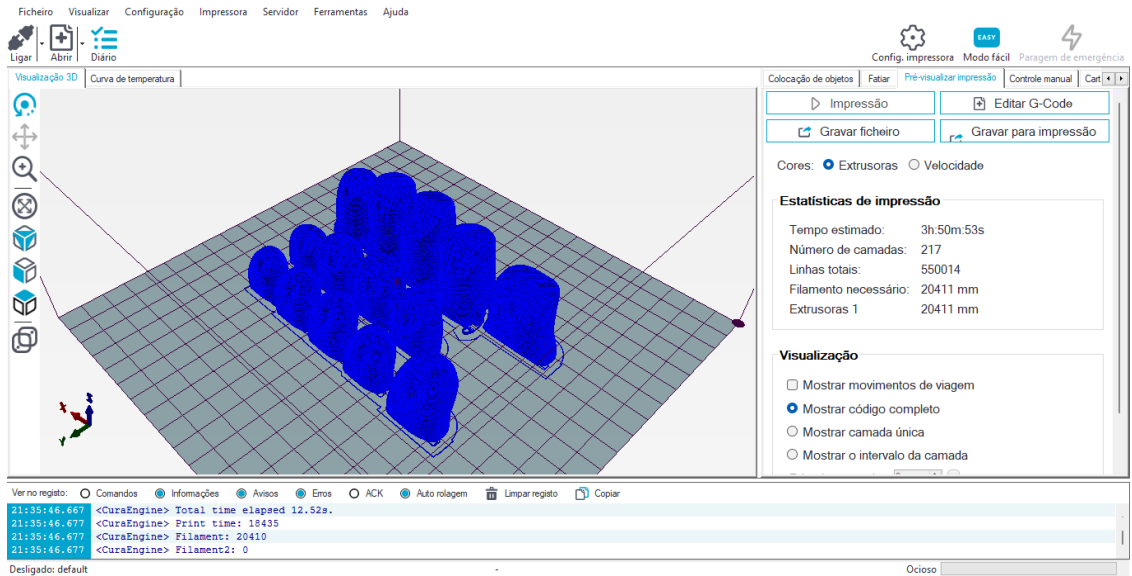 Ficheiro Visualizar Configuração Impressora Servidor Ferramentas Ajuda
Ligar Abrir Diário Config. impressora EASY Modo fácil Paragem de emergência
Visualização 3D Curva de temperatura Colocação de objetos Fatiar Pré-visualizar impressão Controle manual Cart
Impressão Editar G-Code
Gravar ficheiro Gravar para impressão
Cores: Extrusoras Velocidade
Estatísticas de impressão
Tempo estimado: 3h:50m:53s
Número de camadas: 217
Linhas totais: 550014
Filamento necessário: 20411 mm
Extrusoras 1 20411 mm
Visualização
Mostrar movimentos de viagem
Mostrar código completo
Mostrar camada única
Mostrar o intervalo da camada
X
Y
Ver no registo: Comandos Informações Avisos Erros ACK Auto rolagem Limpar registo Copiar
21:35:46.667 <CuraEngine> Total time elapsed 12.52s.
21:35:46.677 <CuraEngine> Print time: 18435
21:35:46.677 <CuraEngine> Filament: 20410
21:35:46.677 <CuraEngine> Filament2: 0
Desligado: default - Ocioso